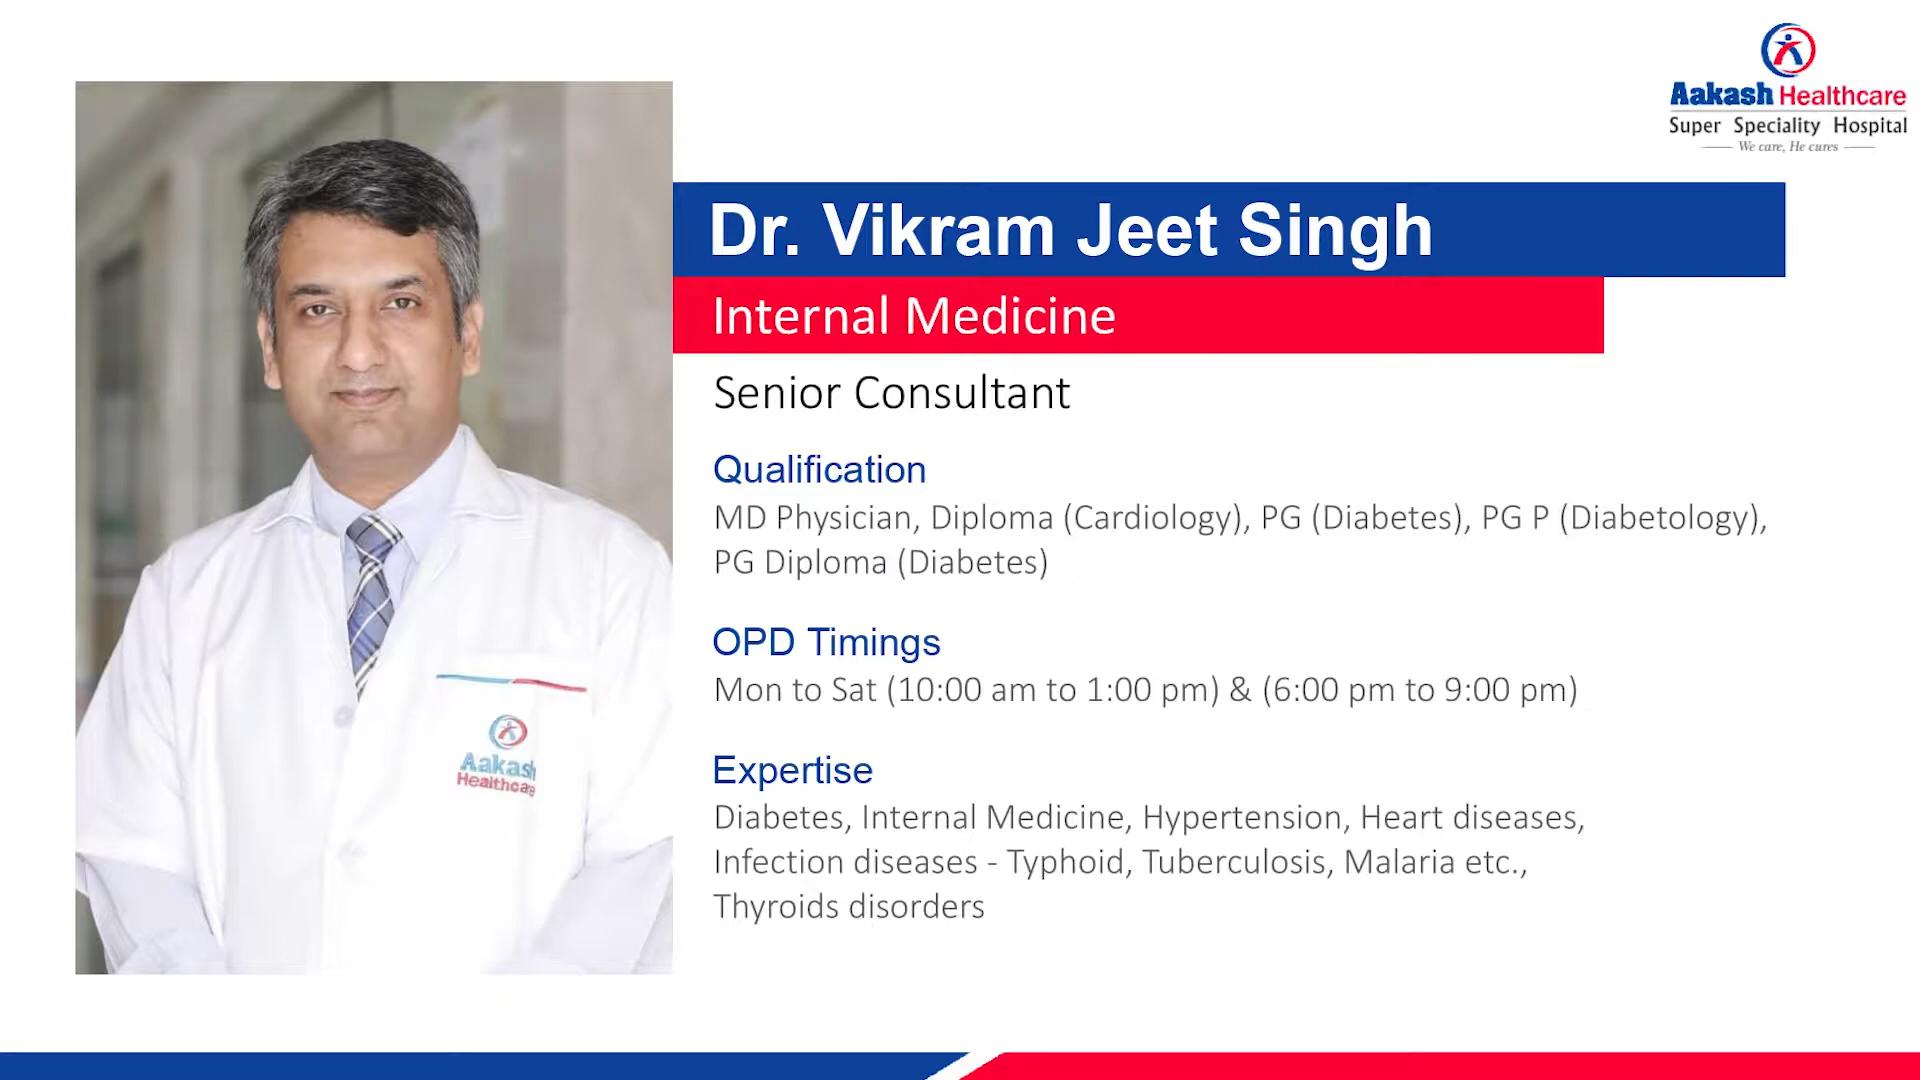 Aakash Healthcare
Super Speciality Hospital
We care, He cures
Dr. Vikram Jeet Singh
Internal Medicine
Senior Consultant
Qualification
MD Physician, Diploma (Cardiology), PG (Diabetes), PG P (Diabetology),
PG Diploma (Diabetes)
OPD Timings
Mon to Sat (10:00 am to 1:00 pm) & (6:00 pm to 9:00 pm)
Expertise
Diabetes, Internal Medicine, Hypertension, Heart diseases,
Infection diseases - Typhoid, Tuberculosis, Malaria etc.,
Thyroids disorders
Aakash
Healthcare